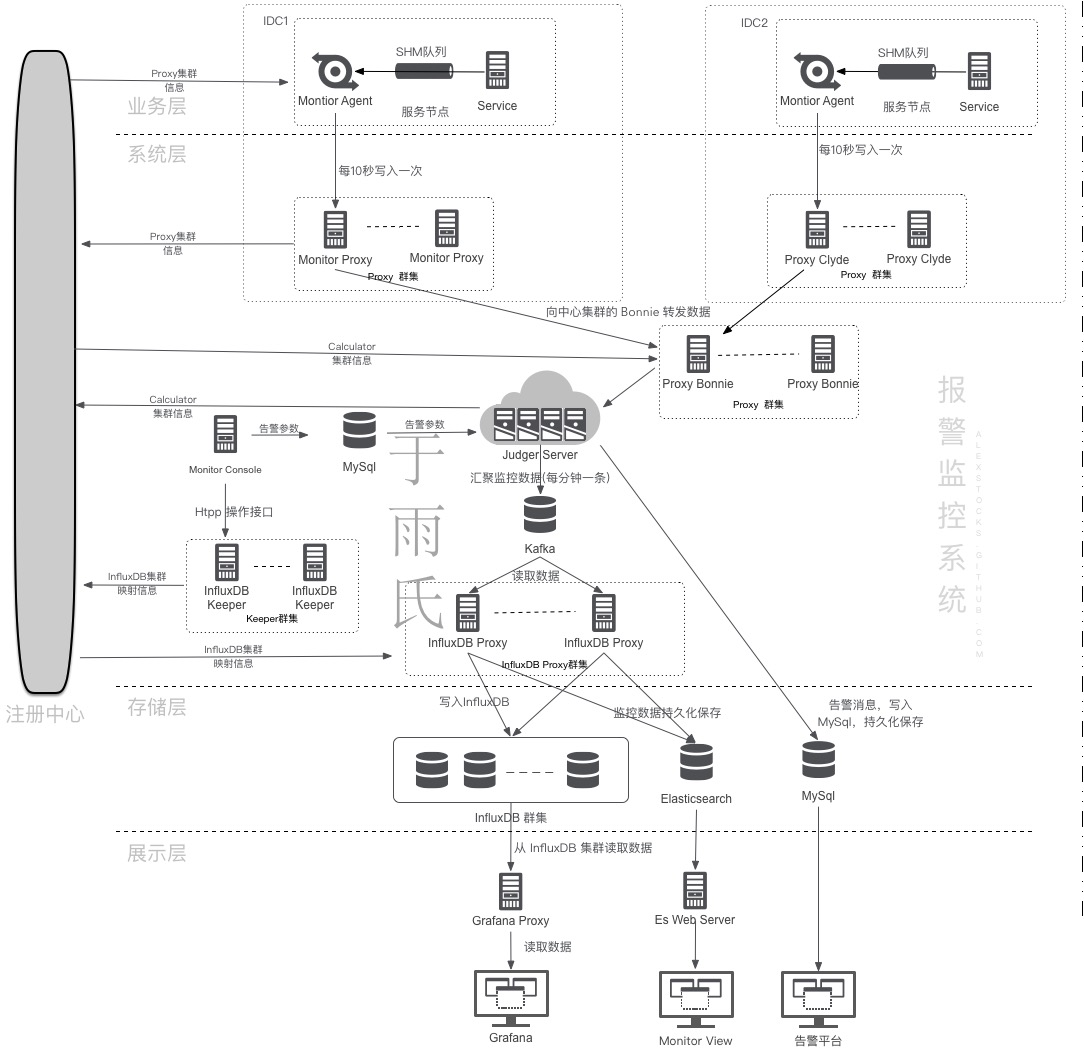 IDC1
SHM队列
Montior Agent
服务节点
Service
IDC2
SHM队列
Montior Agent
服务节点
Service
Proxy集群
信息
业务层
系统层
每10秒写入一次
每10秒写入一次
Proxy集群
信息
Monitor Proxy
Monitor Proxy
Proxy 群集
Proxy Clyde
Proxy Clyde
Proxy 群集
向中心集群的 Bonnie 转发数据
Calculator
集群信息
Proxy Bonnie
Proxy Bonnie
Proxy 群集
Calculator
集群信息
Monitor Console
告警参数
MySql
告警参数
Judger Server
汇聚监控数据(每分钟一条)
Kafka
读取数据
Htpp 操作接口
InfluxDB
Keeper
InfluxDB
Keeper
Keeper群集
InfluxDB集群
映射信息
InfluxDB Proxy
InfluxDB Proxy
InfluxDB Proxy群集
InfluxDB集群
映射信息
于雨氏
报警监控系统
ALEXSTOCKS.GITHUB.COM
注册中心
存储层
写入InfluxDB
监控数据持久化保存
告警消息，写入
MySql，持久化保存
InfluxDB 群集
Elasticsearch
MySql
展示层
从 InfluxDB 集群读取数据
Grafana Proxy
Es Web Server
读取数据
Grafana
Monitor View
告警平台